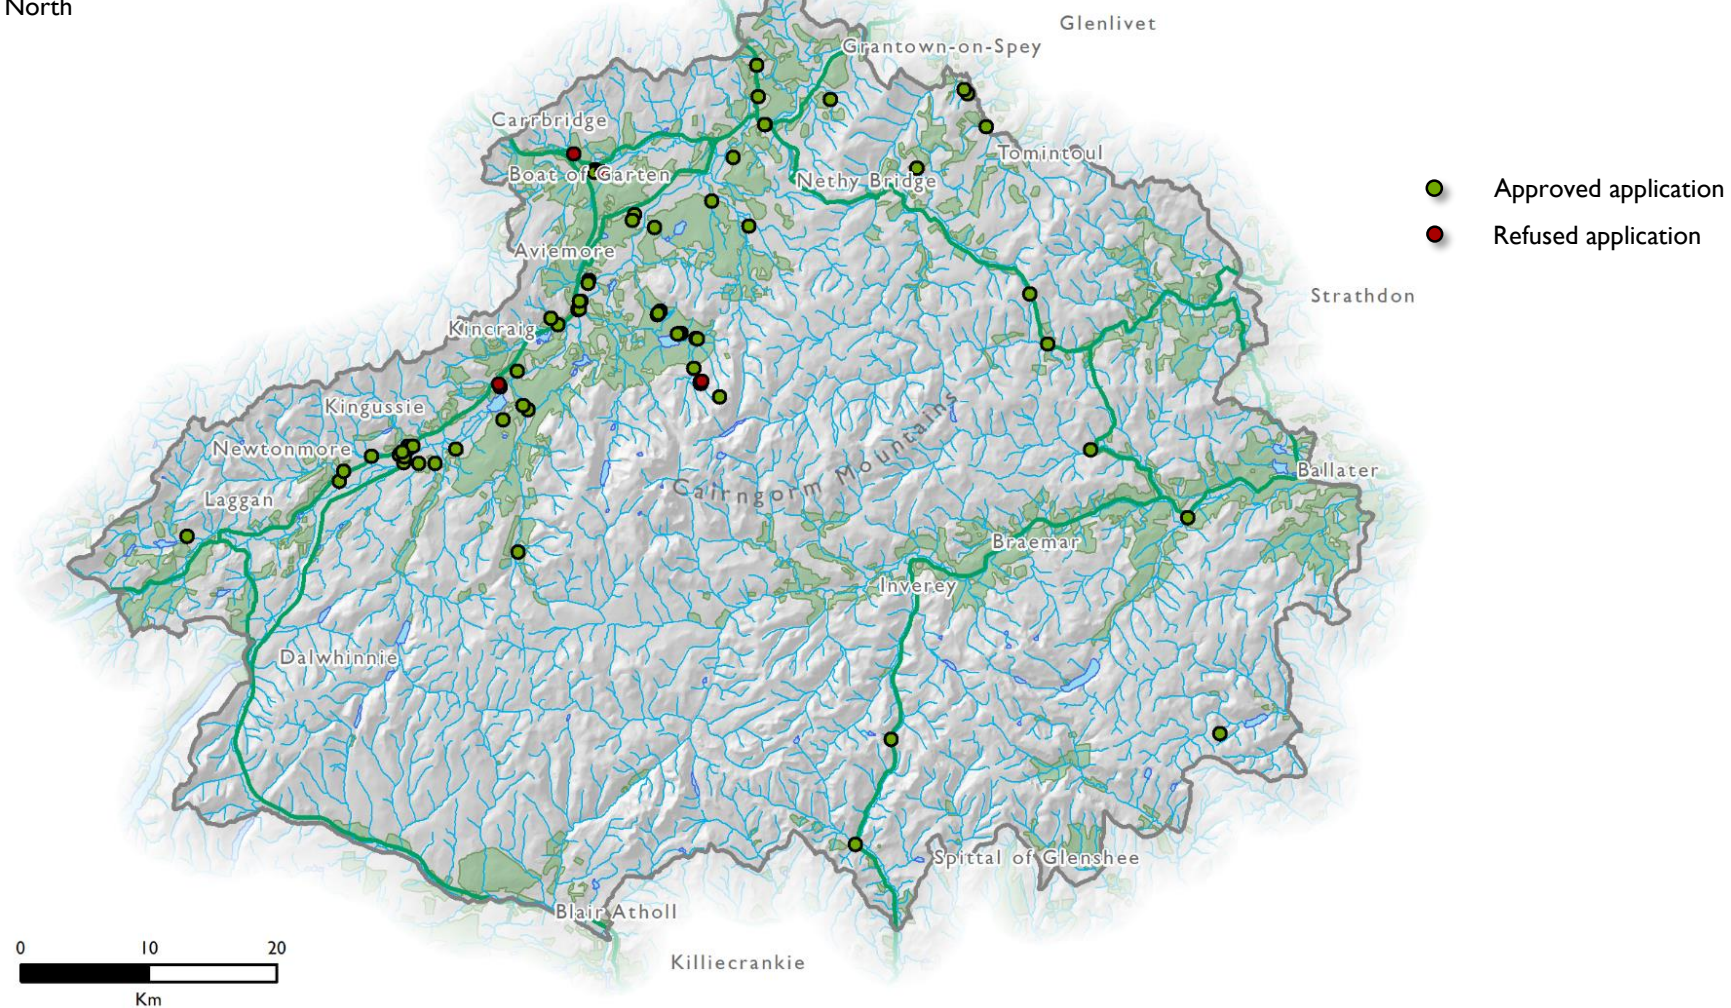 North
Glenlivet
Grantown-on-Spey
Carrbridge
Tomintoul
Boat of Garten
Nethy Bridge
Approved application
Refused application
Aviemore
Strathdon
Kincraig
Kingussie
Cairngorm Mountains
Newtonmore
Ballater
Laggan
Braemar
Inverey
Dalwhinnie
Spittal of Glenshee
Blair Atholl
Killiecrankie
0 10 20
Km